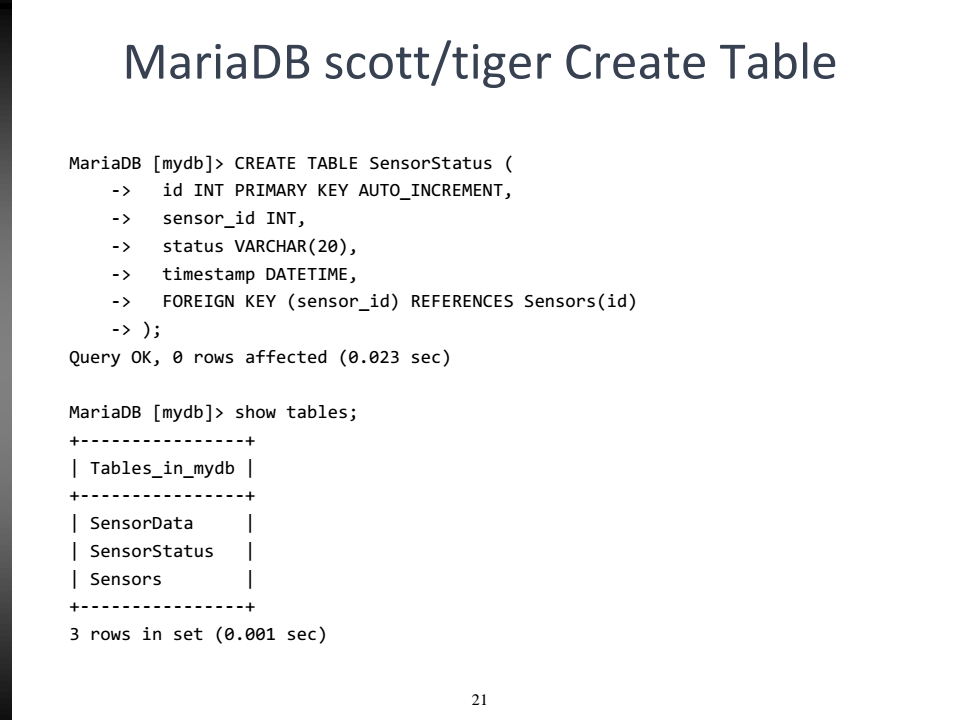 MariaDB scott/tiger Create Table
MariaDB [mydb]> CREATE TABLE SensorStatus (
    ->   id INT PRIMARY KEY AUTO_INCREMENT,
    ->   sensor_id INT,
    ->   status VARCHAR(20),
    ->   timestamp DATETIME,
    ->   FOREIGN KEY (sensor_id) REFERENCES Sensors(id)
    -> );
Query OK, 0 rows affected (0.023 sec)
MariaDB [mydb]> show tables;
+----------------+
| Tables_in_mydb |
+----------------+
| SensorData     |
| SensorStatus   |
| Sensors        |
+----------------+
3 rows in set (0.001 sec)
21